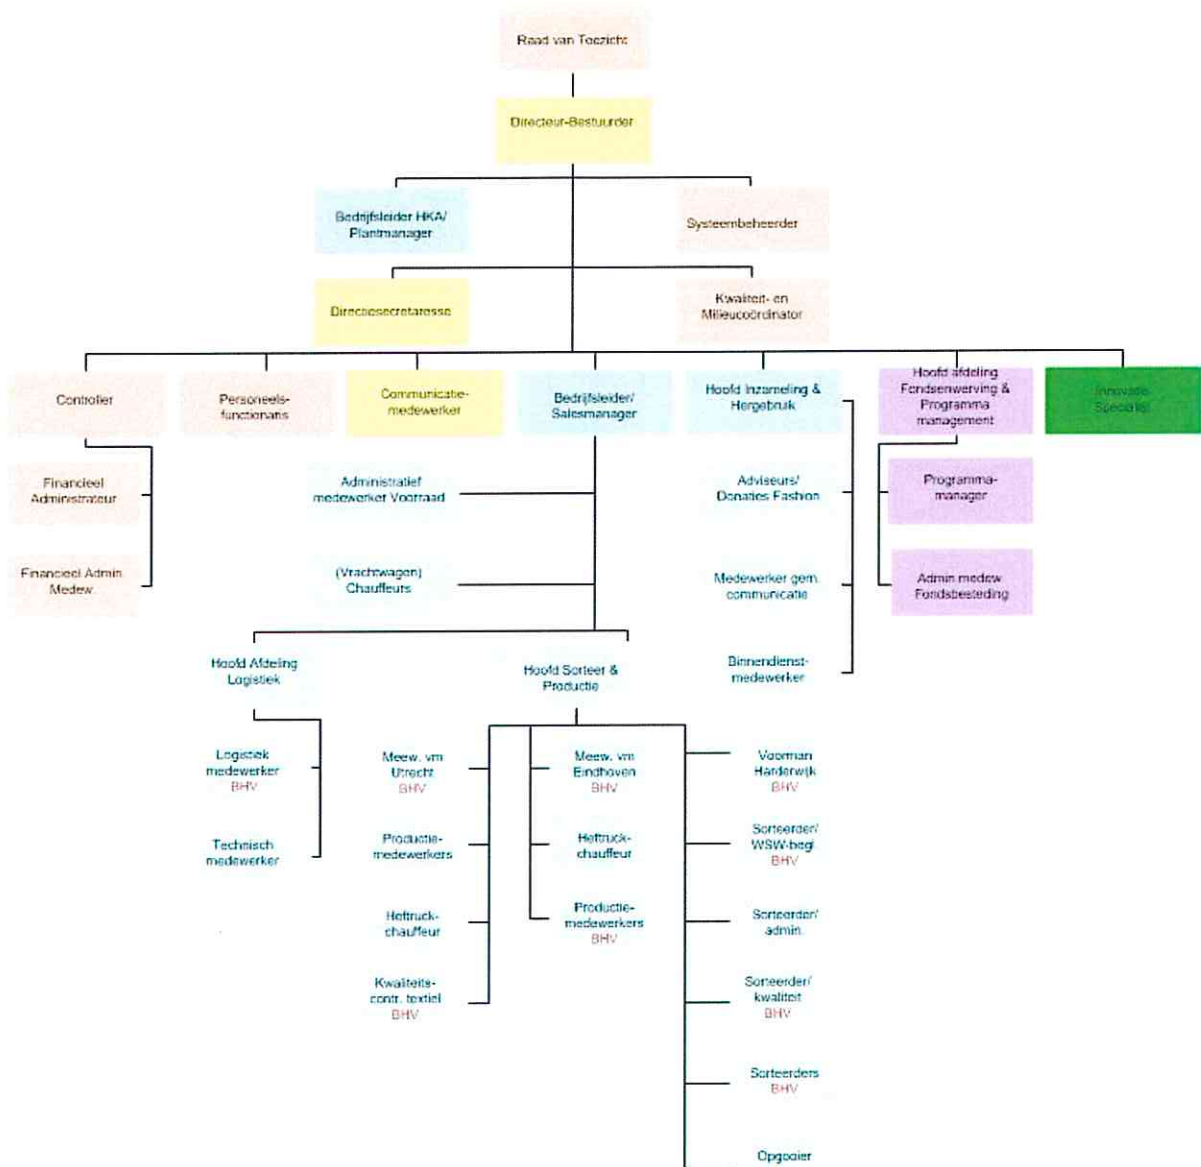 Raad van Toezicht
Directeur-Bestuurder
Bedrijfsleider HKA/
Plantmanager
Systeembeheerder
Directiesecretaresse
Kwaliteit- en
Milieucoördinator
Controller
Personeels-
functionaris
Communicatie-
medewerker
Bedrijfsleider/
Salesmanager
Hoofd Inzameling &
Hergebruik
Hoofd afdeling
Fondsenwerving &
Programma
management
Innovatie
Specialist
Financieel
Administrateur
Administratief
medewerker Voorraad
Adviseurs/
Donaties Fashion
Programma-
manager
Financieel Admin
Medew.
(Vrachtwagen)
Chauffeurs
Medewerker gem.
communicatie
Admin medew
Fondsbesteding
Hoofd Afdeling
Logistiek
Hoofd Sorteer &
Productie
Binnendienst-
medewerker
Logistiek
medewerker
BHV
Technisch
medewerker
Meew. vm
Utrecht
BHV
Productie-
medewerkers
Heftruck-
chauffeur
Kwaliteits-
contr. textiel
BHV
Meew. vm
Eindhoven
BHV
Heftruck-
chauffeur
Productie-
medewerkers
BHV
Voorman
Harderwijk
BHV
Sorteerder/
WSW-begl.
BHV
Sorteerder/
admin.
Sorteerder/
kwaliteit
BHV
Sorteerders
BHV
Opgooier